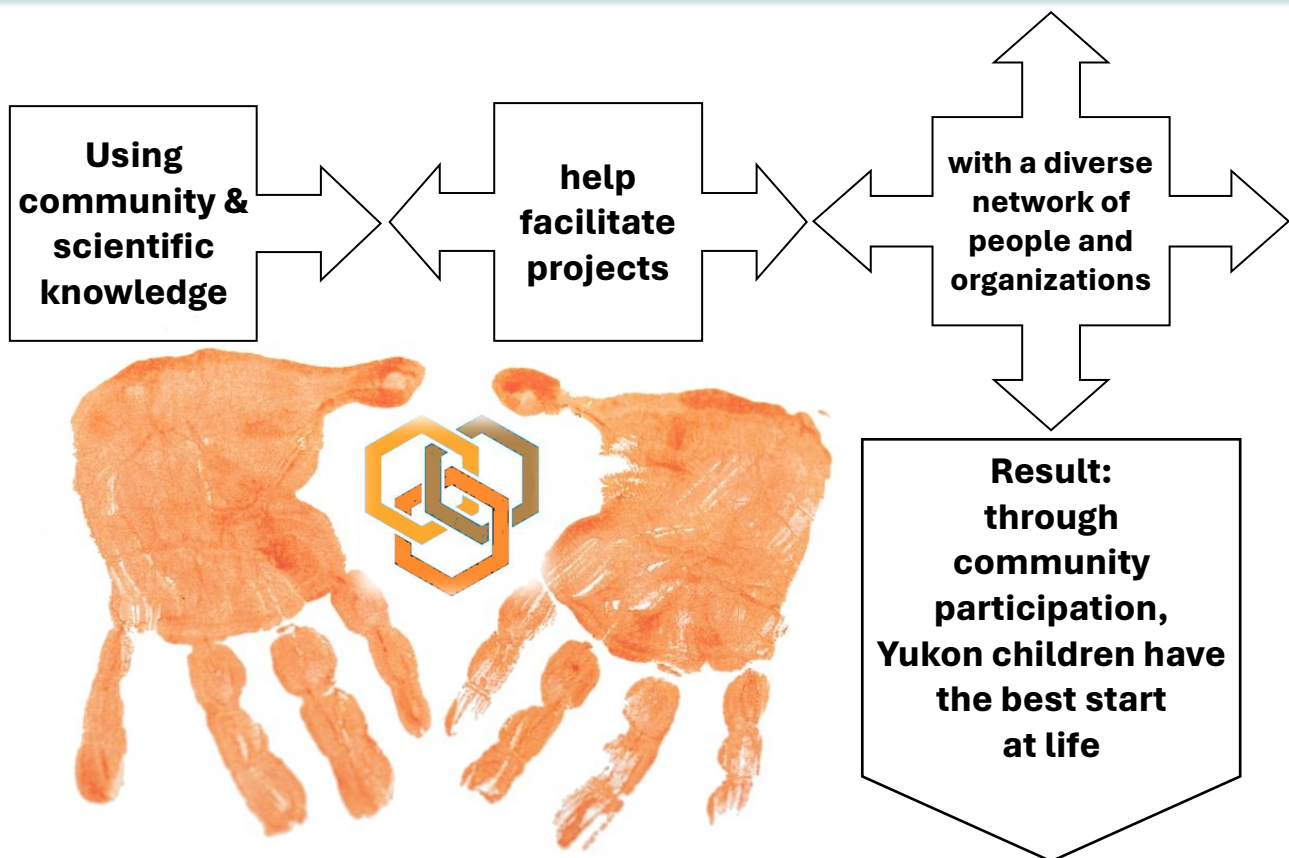 Using
community &
scientific
knowledge
help
facilitate
projects
with a diverse
network of
people and
organizations
Result:
through
community
participation,
Yukon children have
the best start
at life